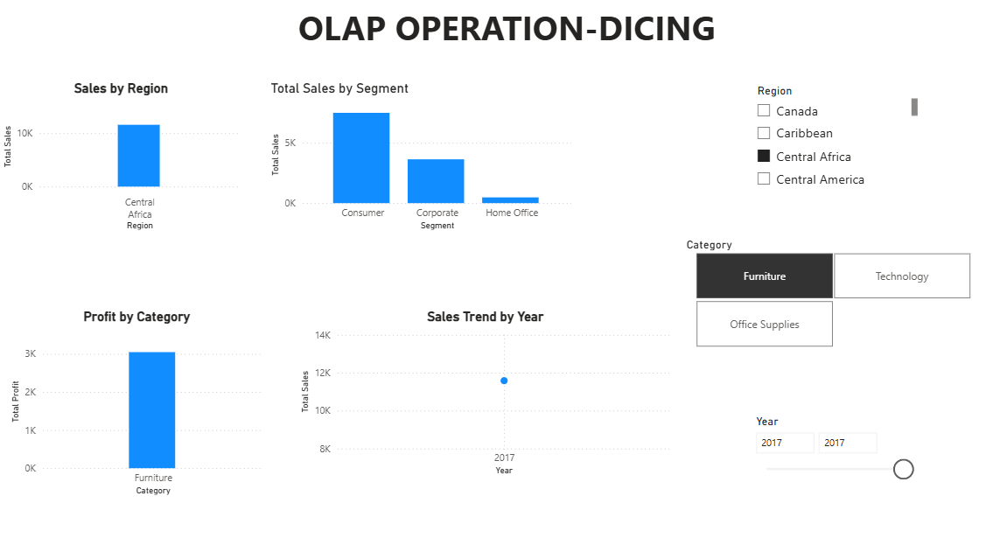 OLAP OPERATION-DICING
Sales by Region
Total Sales
10K
0K
Central
Africa
Region
Total Sales by Segment
Total Sales
5K
0K
Consumer
Corporate
Home Office
Segment
Region
Canada
Caribbean
Central Africa
Central America
Category
Furniture
Technology
Office Supplies
Profit by Category
Total Profit
3K
2K
1K
0K
Furniture
Category
Sales Trend by Year
Total Sales
14K
12K
10K
8K
2017
Year
Year
2017
2017